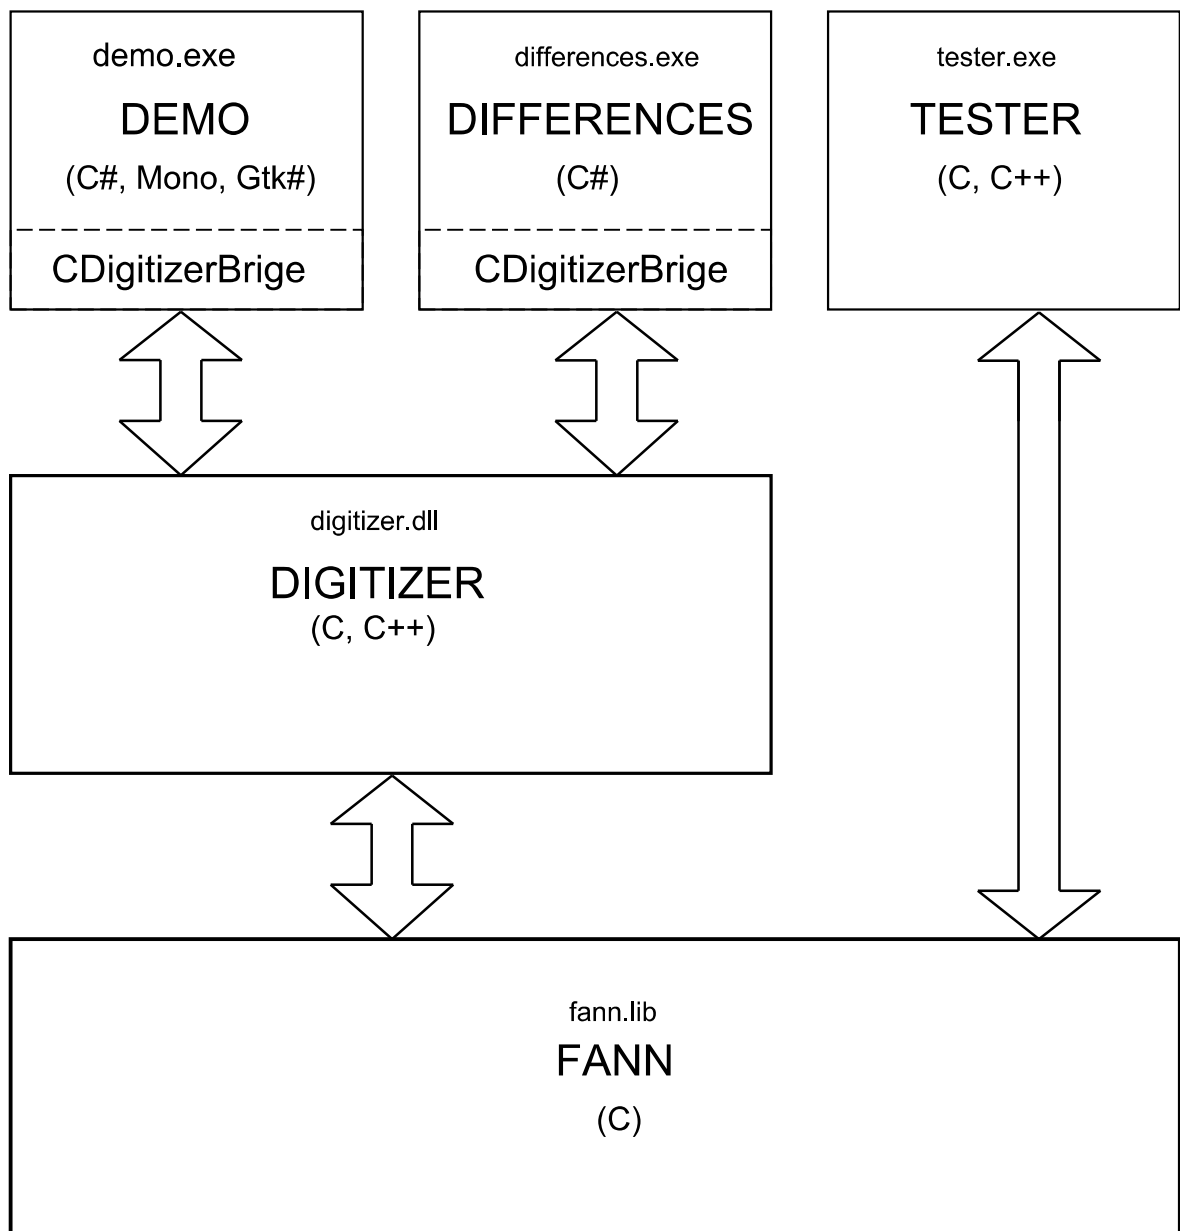 demo.exe
DEMO
(C#, Mono, Gtk#)
CDigitizerBrige
differences.exe
DIFFERENCES
(C#)
CDigitizerBrige
tester.exe
TESTER
(C, C++)
digitizer.dll
DIGITIZER
(C, C++)
fann.lib
FANN
(C)